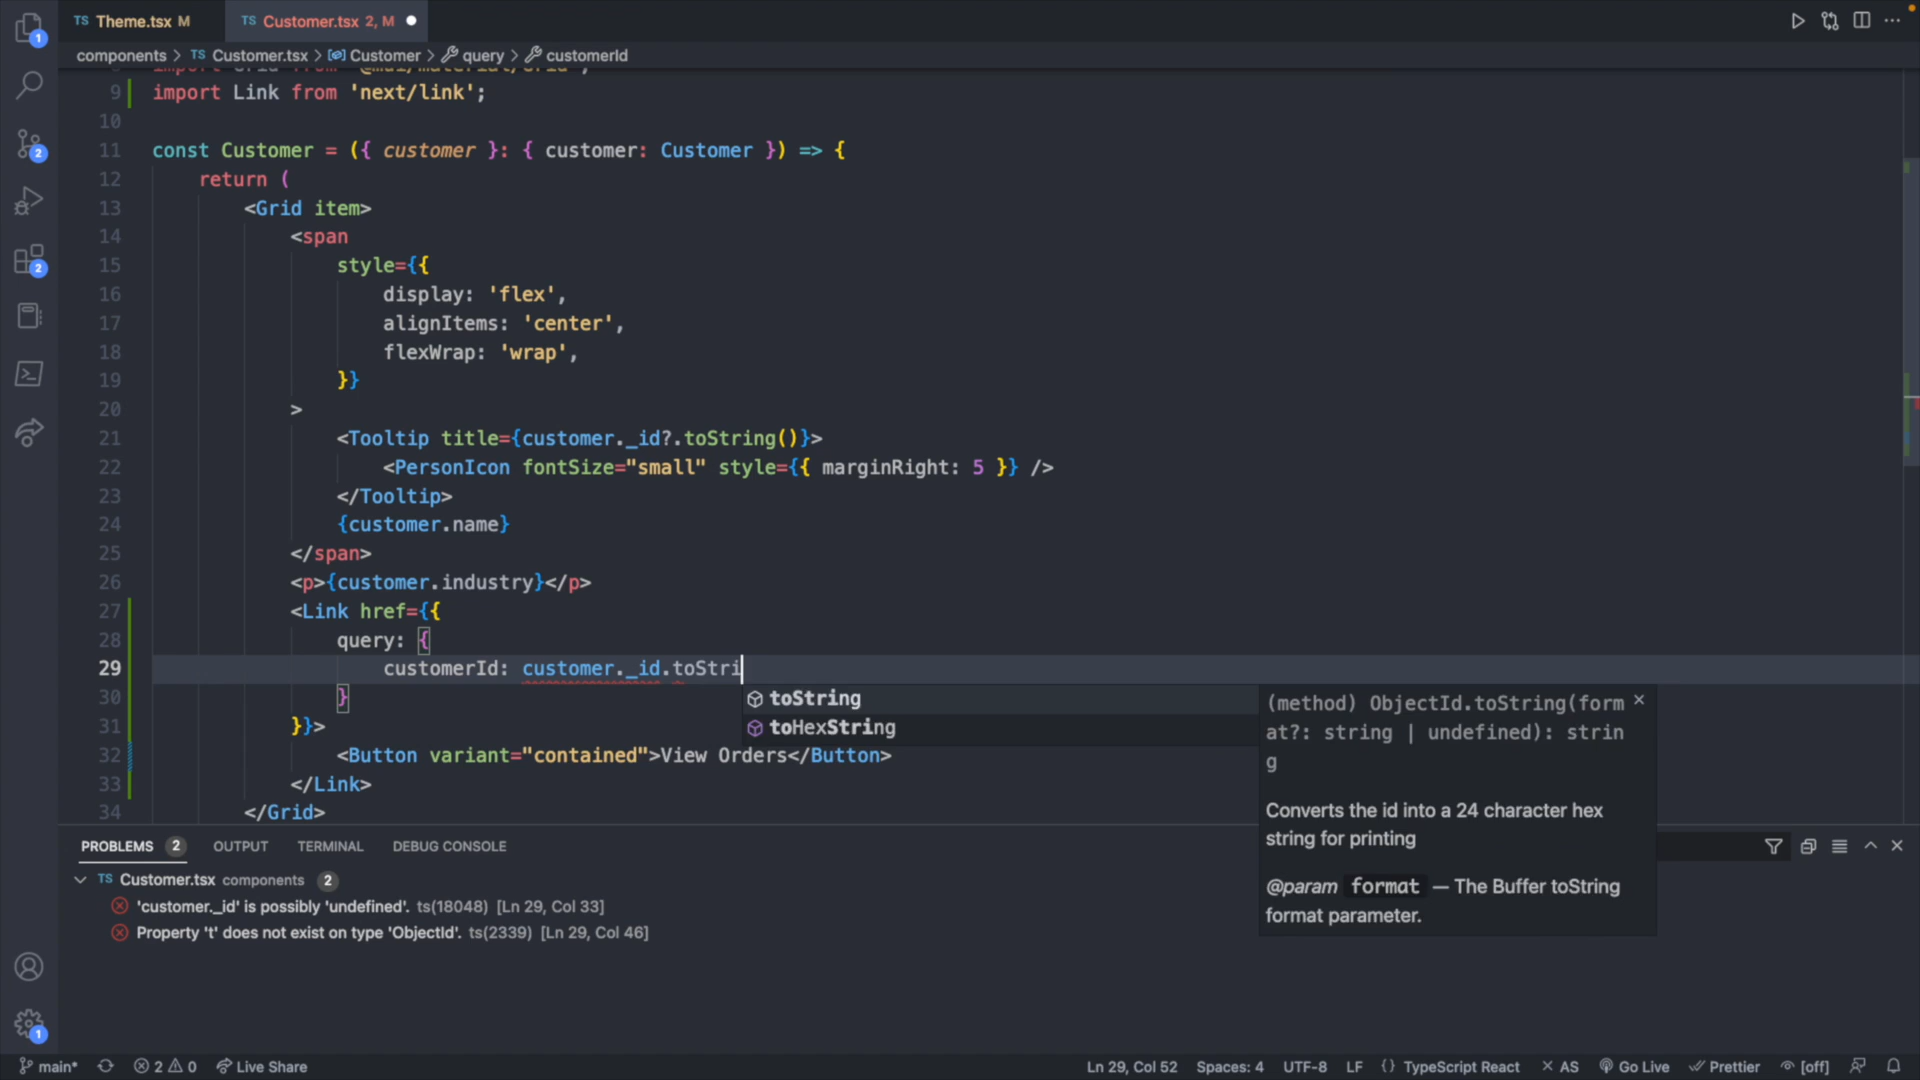 TS Theme.tsx M
TS Customer.tsx 2, M
components > TS Customer.tsx > Customer > query > customerId
9 import Link from 'next/link';
10
11 const Customer = ({ customer }: { customer: Customer }) => {
12 return (
13 <Grid item>
14 <span
15 style={{
16 display: 'flex',
17 alignItems: 'center',
18 flexWrap: 'wrap',
19 }}
20 >
21 <Tooltip title={customer._id?.toString()}>
22 <PersonIcon fontSize="small" style={{ marginRight: 5 }} />
23 </Tooltip>
24 {customer.name}
25 </span>
26 <p>{customer.industry}</p>
27 <Link href={{
28 query: {
29 customerId: customer._id.toStri
30 }
31 }}>
32 <Button variant="contained">View Orders</Button>
33 </Link>
34 </Grid>
toString
toHexString
(method) ObjectId.toString(form
at?: string | undefined): strin
g
Converts the id into a 24 character hex
string for printing
@param format — The Buffer toString
format parameter.
PROBLEMS 2 OUTPUT TERMINAL DEBUG CONSOLE
TS Customer.tsx components 2
'customer._id' is possibly 'undefined'. ts(18048) [Ln 29, Col 33]
Property 't' does not exist on type 'ObjectId'. ts(2339) [Ln 29, Col 46]
1
2
2
1
main* 2 0 Live Share
Ln 29, Col 52 Spaces: 4 UTF-8 LF {} TypeScript React AS Go Live Prettier [off]